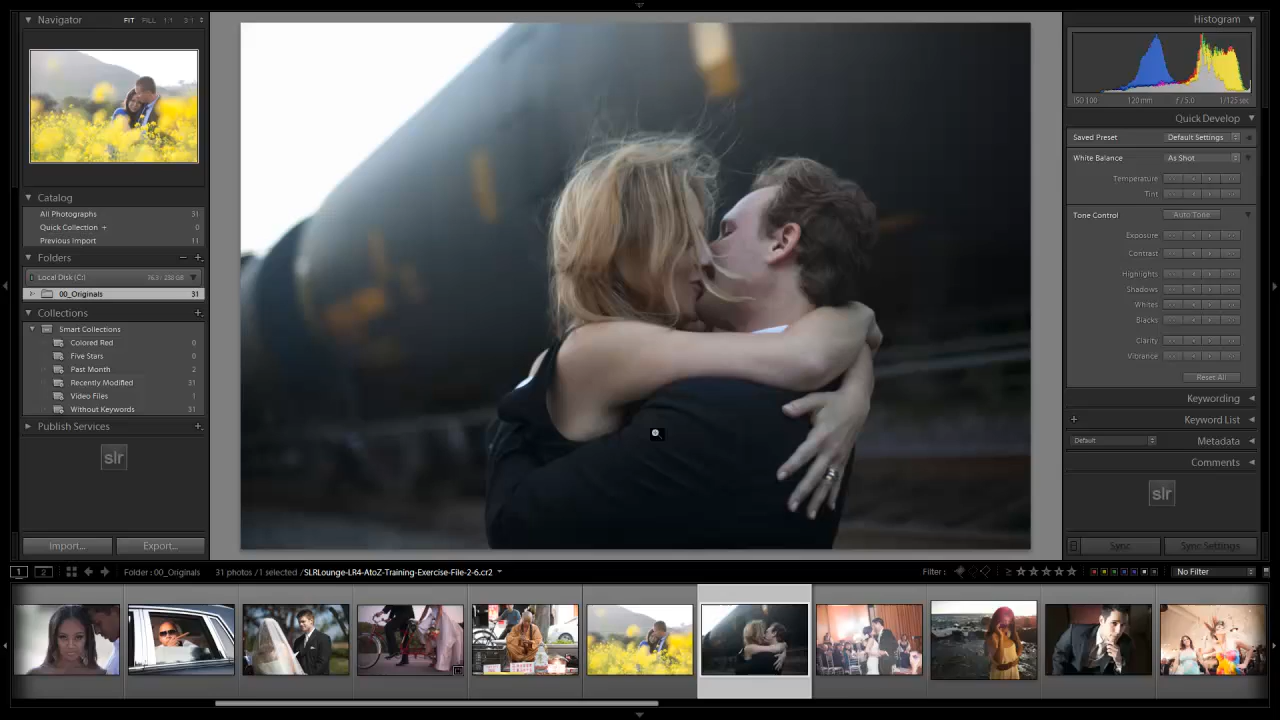 Navigator FIT FILL 1:1 3:1
Catalog
All Photographs 31
Quick Collection + 0
Previous Import 11
Folders
Local Disk (C:)
00_Originals 31
Collections
Smart Collections
Colored Red 0
Five Stars 0
Past Month 2
Recently Modified 31
Video Files 1
Without Keywords 31
Publish Services
slr
Import... Export...
Histogram
ISO 100 120 mm ƒ / 5.0 1/125 sec
Quick Develop
Saved Preset Default Settings
White Balance As Shot
Temperature
Tint
Tone Control Auto Tone
Exposure
Contrast
Highlights
Shadows
Whites
Blacks
Clarity
Vibrance
Reset All
Keywording
Keyword List
Default Metadata
Comments
slr
Sync Sync Settings
1 2 Folder : 00_Originals 31 photos / 1 selected / SLRLounge-LR4-AtoZ-Training-Exercise-File-2-6.cr2 Filter : No Filter